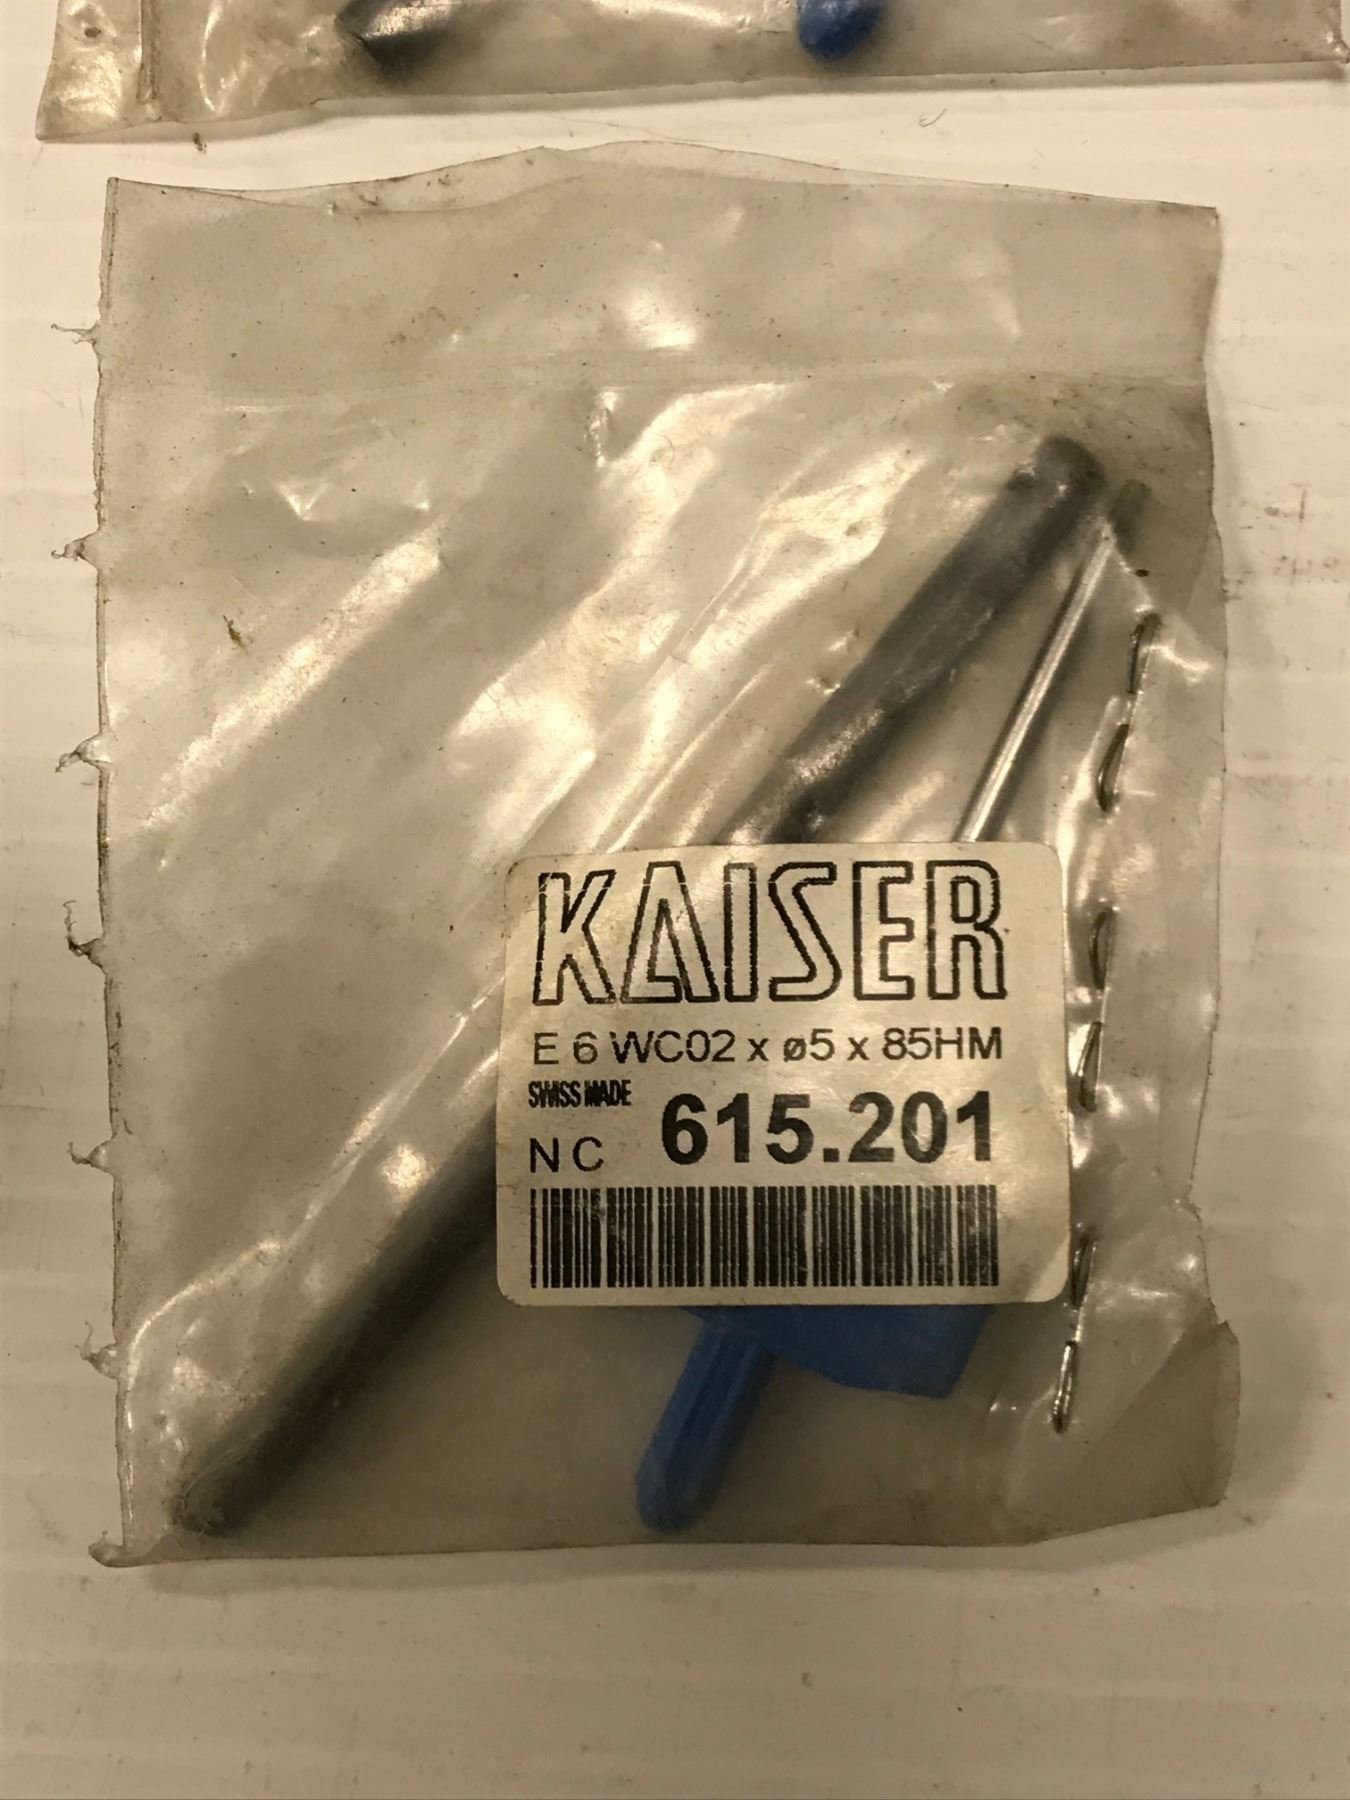 KAISER
E 6 WC02 x ø5 x 85HM
SWISS MADE
NC 615.201